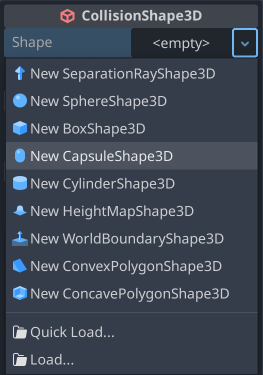 CollisionShape3D
Shape <empty>
New SeparationRayShape3D
New SphereShape3D
New BoxShape3D
New CapsuleShape3D
New CylinderShape3D
New HeightMapShape3D
New WorldBoundaryShape3D
New ConvexPolygonShape3D
New ConcavePolygonShape3D
Quick Load...
Load...